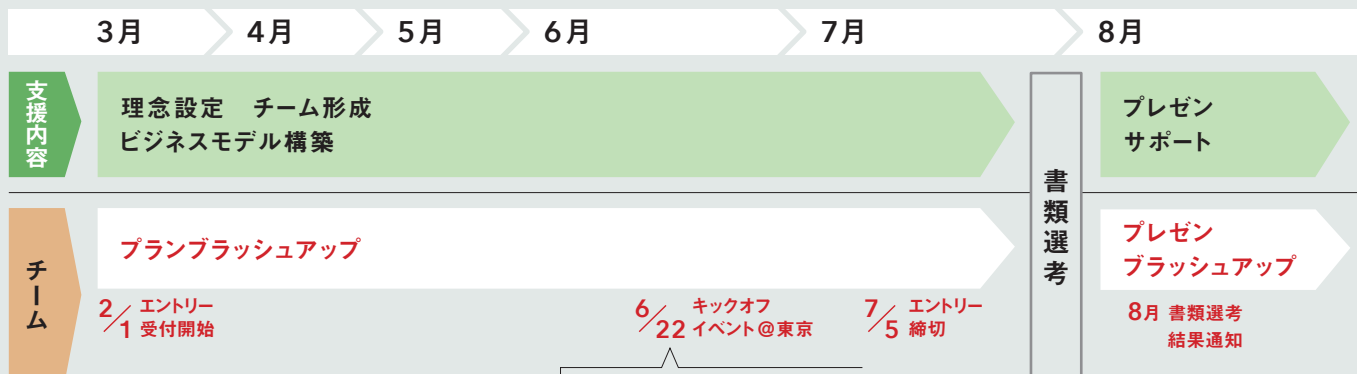 3月 4月 5月 6月 7月 8月
支援内容
理念設定 チーム形成
ビジネスモデル構築
書類選考
プレゼン
サポート
チーム
プランブラッシュアップ
2/1 エントリー
受付開始
6/22 キックオフ
イベント@東京
7/5 エントリー
締切
プレゼン
ブラッシュアップ
8月 書類選考
結果通知